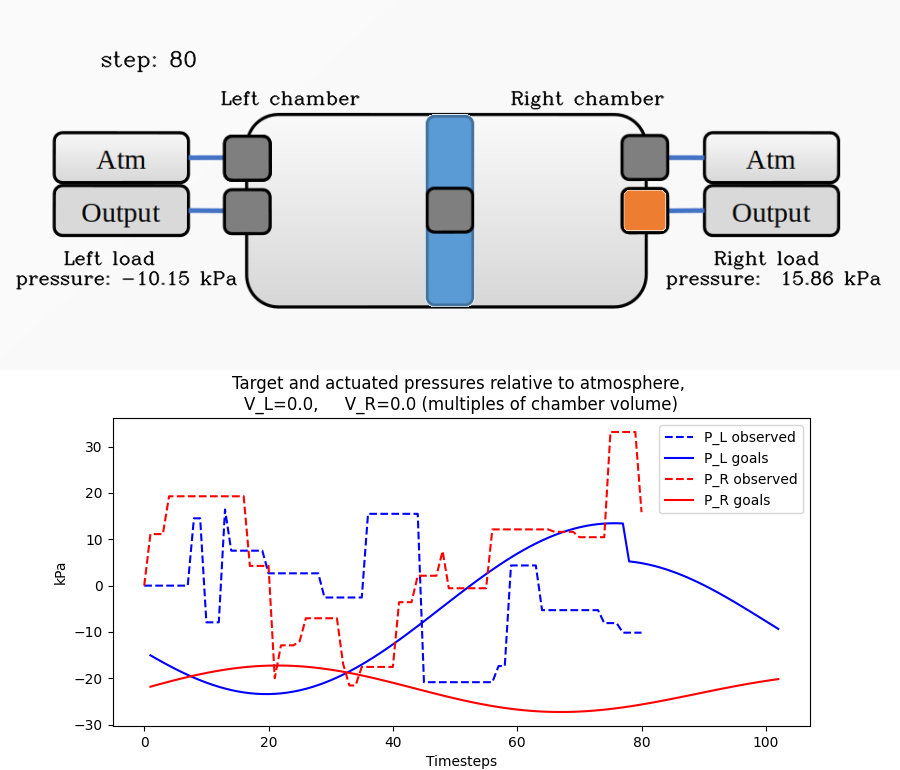 step: 80
Left chamber
Right chamber
Atm
Atm
Output
Output
Left load
pressure: −10.15 kPa
Right load
pressure: 15.86 kPa
Target and actuated pressures relative to atmosphere,
V_L=0.0, V_R=0.0 (multiples of chamber volume)
P_L observed
P_L goals
P_R observed
P_R goals
kPa
30
20
10
0
−10
−20
−30
0 20 40 60 80 100
Timesteps